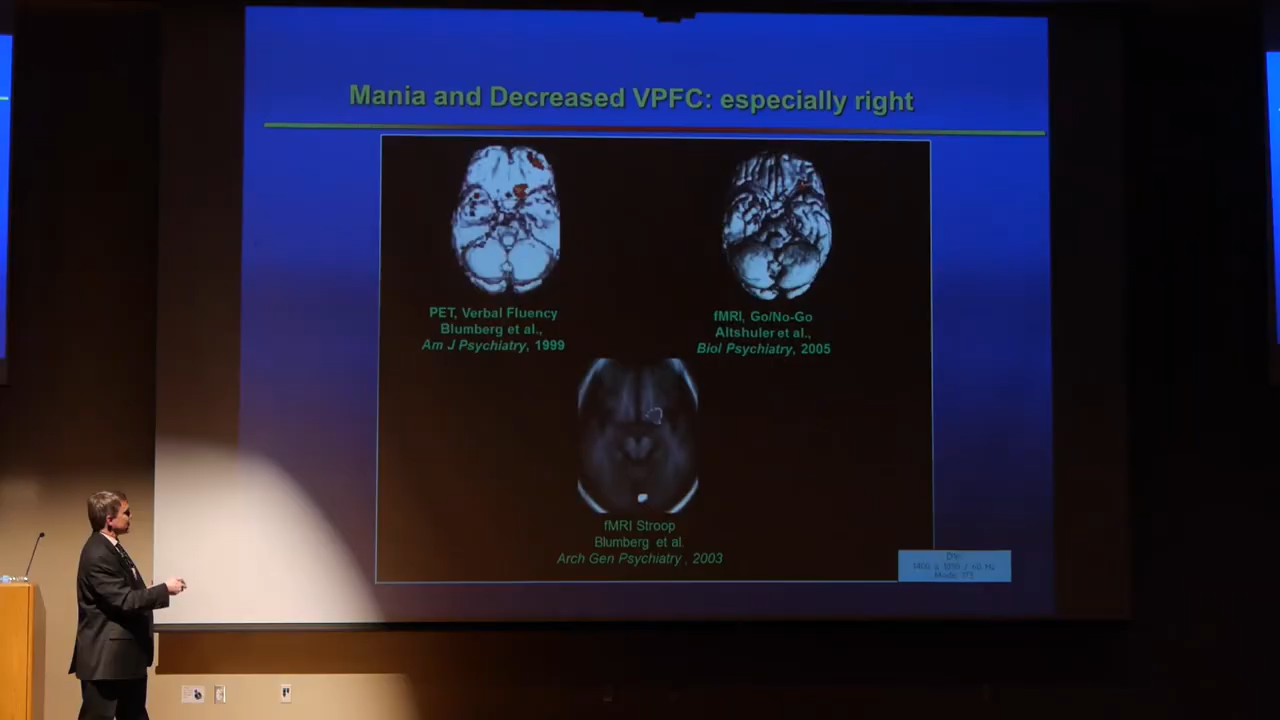 Mania and Decreased VPFC: especially right
PET, Verbal Fluency
Blumberg et al.,
Am J Psychiatry, 1999
fMRI, Go/No-Go
Altshuler et al.,
Biol Psychiatry, 2005
fMRI Stroop
Blumberg et al.
Arch Gen Psychiatry , 2003